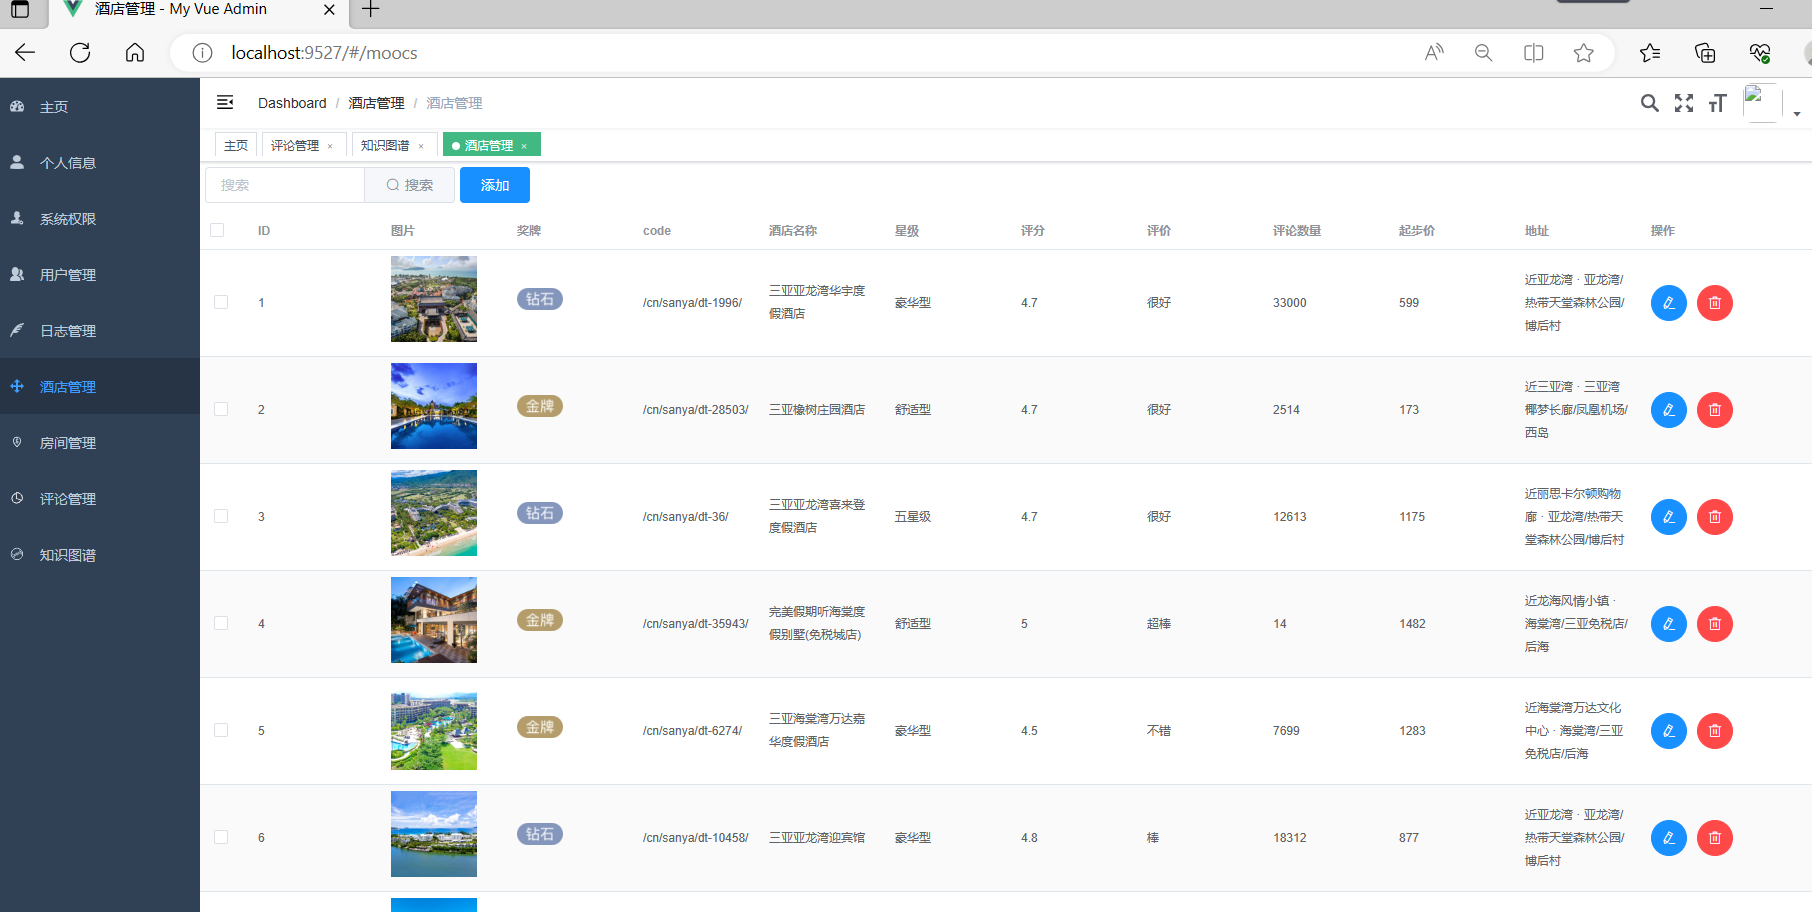 酒店管理 - My Vue Admin
localhost:9527/#/moocs
主页
个人信息
系统权限
用户管理
日志管理
酒店管理
房间管理
评论管理
知识图谱
Dashboard / 酒店管理 / 酒店管理
主页 评论管理 × 知识图谱 × 酒店管理 ×
搜索 搜索 添加
ID 图片 奖牌 code 酒店名称 星级 评分 评价 评论数量 起步价 地址 操作
1 钻石 /cn/sanya/dt-1996/ 三亚亚龙湾华宇度 豪华型 4.7 很好 33000 599 近亚龙湾 · 亚龙湾/
假酒店 热带天堂森林公园/
博后村
2 金牌 /cn/sanya/dt-28503/ 三亚橡树庄园酒店 舒适型 4.7 很好 2514 173 近三亚湾 · 三亚湾
椰梦长廊/凤凰机场/
西岛
3 钻石 /cn/sanya/dt-36/ 三亚亚龙湾喜来登 五星级 4.7 很好 12613 1175 近丽思卡尔顿购物
度假酒店 廊 · 亚龙湾/热带天
堂森林公园/博后村
4 金牌 /cn/sanya/dt-35943/ 完美假期听海棠度 舒适型 5 超棒 14 1482 近龙海风情小镇 ·
假别墅(免税城店) 海棠湾/三亚免税店/
后海
5 金牌 /cn/sanya/dt-6274/ 三亚海棠湾万达嘉 豪华型 4.5 不错 7699 1283 近海棠湾万达文化
华度假酒店 中心 · 海棠湾/三亚
免税店/后海
6 钻石 /cn/sanya/dt-10458/ 三亚亚龙湾迎宾馆 豪华型 4.8 棒 18312 877 近亚龙湾 · 亚龙湾/
热带天堂森林公园/
博后村